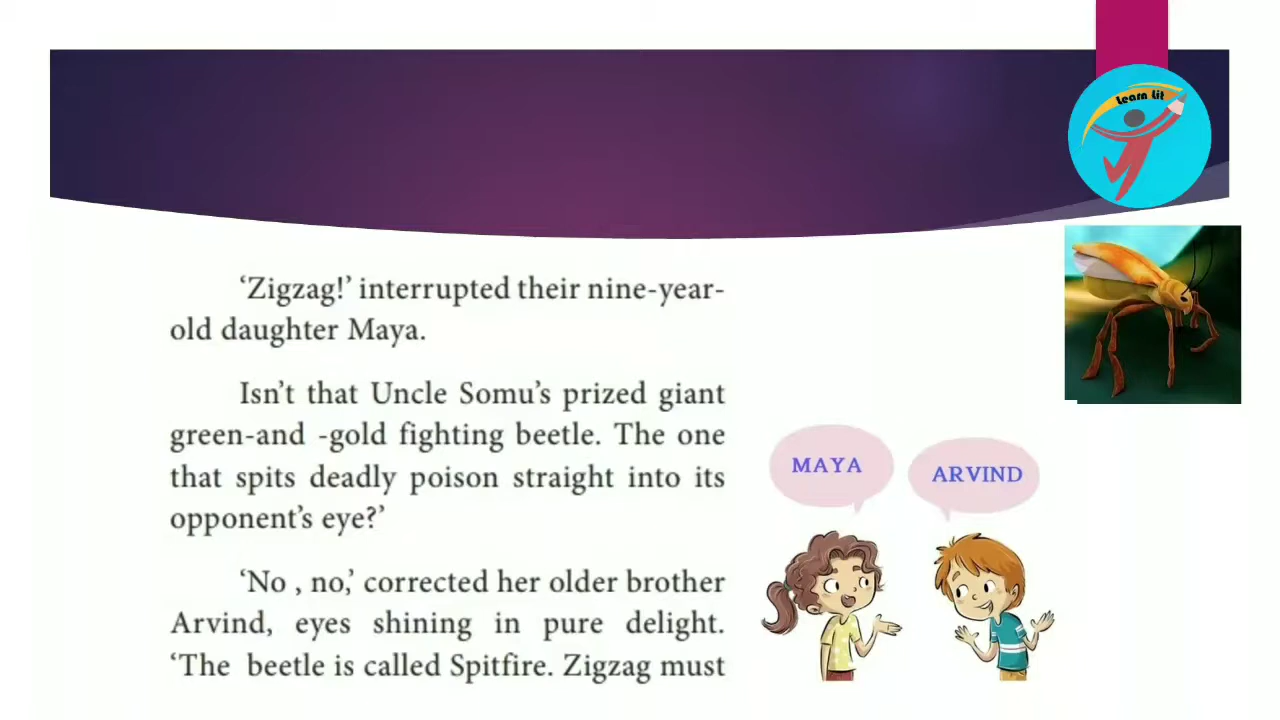 Learn Lit
‘Zigzag!’ interrupted their nine-year-
old daughter Maya.
Isn’t that Uncle Somu’s prized giant
green-and -gold fighting beetle. The one
that spits deadly poison straight into its
opponent’s eye?’
‘No , no,’ corrected her older brother
Arvind, eyes shining in pure delight.
‘The beetle is called Spitfire. Zigzag must
MAYA
ARVIND